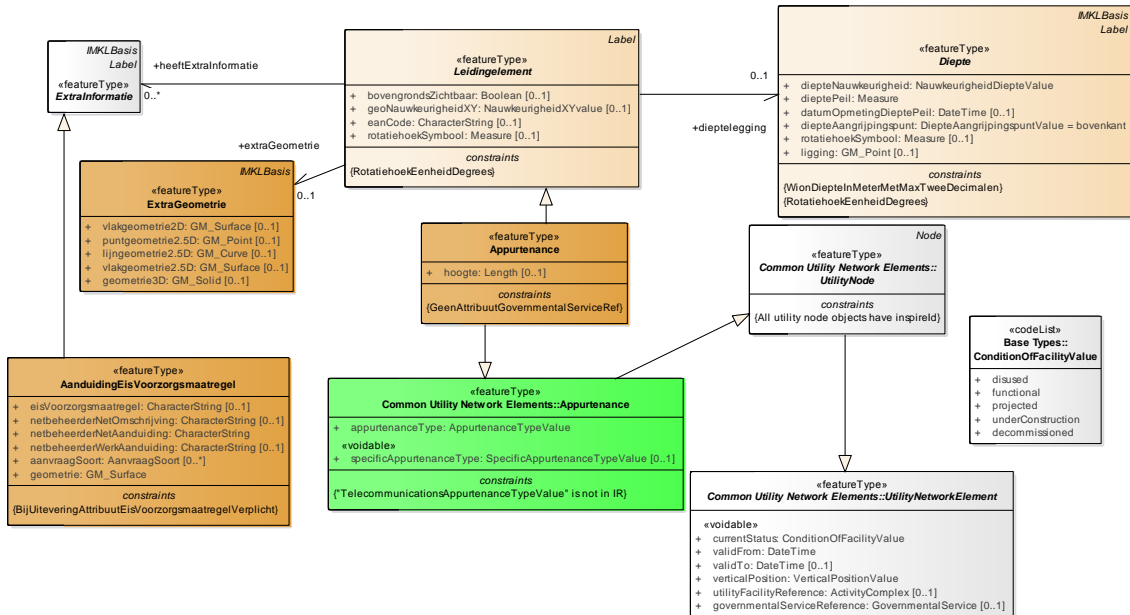 IMKLBasis
Label
«featureType»
ExtraInformatie
+heeftExtraInformatie
0..*
Label
«featureType»
Leidingelement
+ bovengrondsZichtbaar: Boolean [0..1]
+ geoNauwkeurigheidXY: NauwkeurigheidXYvalue [0..1]
+ eanCode: CharacterString [0..1]
+ rotatiehoekSymbool: Measure [0..1]
constraints
{RotatiehoekEenheidDegrees}
0..1
+dieptelegging
IMKLBasis
Label
«featureType»
Diepte
+ diepteNauwkeurigheid: NauwkeurigheidDiepteValue
+ dieptePeil: Measure
+ datumOpmetingDieptePeil: DateTime [0..1]
+ diepteAangrijpingspunt: DiepteAangrijpingspuntValue = bovenkant
+ rotatiehoekSymbool: Measure [0..1]
+ ligging: GM_Point [0..1]
constraints
{WionDiepteInMeterMetMaxTweeDecimalen}
{RotatiehoekEenheidDegrees}
+extraGeometrie
0..1
IMKLBasis
«featureType»
ExtraGeometrie
+ vlakgeometrie2D: GM_Surface [0..1]
+ puntgeometrie2.5D: GM_Point [0..1]
+ lijngeometrie2.5D: GM_Curve [0..1]
+ vlakgeometrie2.5D: GM_Surface [0..1]
+ geometrie3D: GM_Solid [0..1]
«featureType»
Appurtenance
+ hoogte: Length [0..1]
constraints
{GeenAttribuutGovernmentalServiceRef}
Node
«featureType»
Common Utility Network Elements::
UtilityNode
constraints
{All utility node objects have inspireId}
«codeList»
Base Types::
ConditionOfFacilityValue
+ disused
+ functional
+ projected
+ underConstruction
+ decommissioned
«featureType»
AanduidingEisVoorzorgsmaatregel
+ eisVoorzorgsmaatregel: CharacterString [0..1]
+ netbeheerderNetOmschrijving: CharacterString [0..1]
+ netbeheerderNetAanduiding: CharacterString
+ netbeheerderWerkAanduiding: CharacterString [0..1]
+ aanvraagSoort: AanvraagSoort [0..*]
+ geometrie: GM_Surface
constraints
{BijUiteveringAttribuutEisVoorzorgsmaatregelVerplicht}
«featureType»
Common Utility Network Elements::Appurtenance
+ appurtenanceType: AppurtenanceTypeValue
«voidable»
+ specificAppurtenanceType: SpecificAppurtenanceTypeValue [0..1]
constraints
{"TelecommunicationsAppurtenanceTypeValue" is not in IR}
«featureType»
Common Utility Network Elements::UtilityNetworkElement
«voidable»
+ currentStatus: ConditionOfFacilityValue
+ validFrom: DateTime
+ validTo: DateTime [0..1]
+ verticalPosition: VerticalPositionValue
+ utilityFacilityReference: ActivityComplex [0..1]
+ governmentalServiceReference: GovernmentalService [0..1]